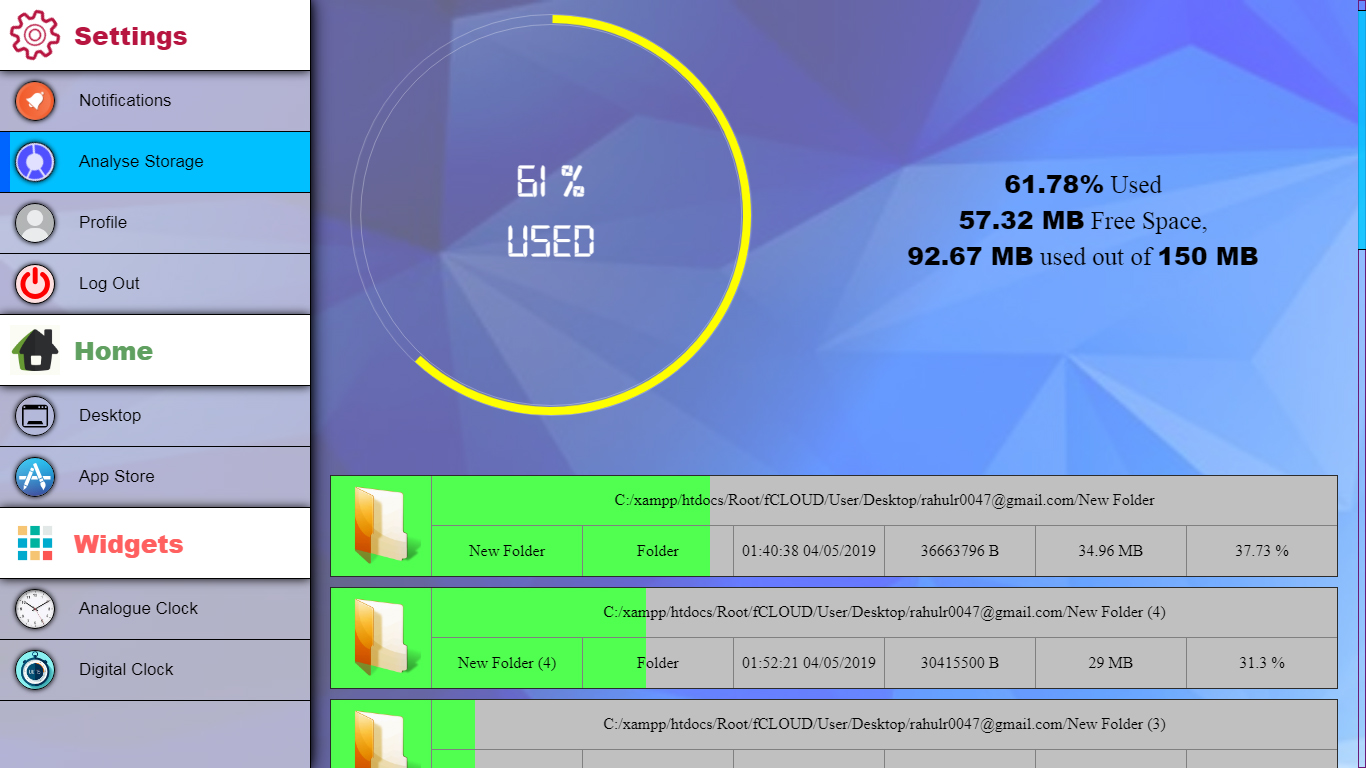 Settings
Notifications
Analyse Storage
Profile
Log Out
Home
Desktop
App Store
Widgets
Analogue Clock
Digital Clock
61 %
USED
61.78% Used
57.32 MB Free Space,
92.67 MB used out of 150 MB
C:/xampp/htdocs/Root/fCLOUD/User/Desktop/rahulr0047@gmail.com/New Folder
New Folder Folder 01:40:38 04/05/2019 36663796 B 34.96 MB 37.73 %
C:/xampp/htdocs/Root/fCLOUD/User/Desktop/rahulr0047@gmail.com/New Folder (4)
New Folder (4) Folder 01:52:21 04/05/2019 30415500 B 29 MB 31.3 %
C:/xampp/htdocs/Root/fCLOUD/User/Desktop/rahulr0047@gmail.com/New Folder (3)